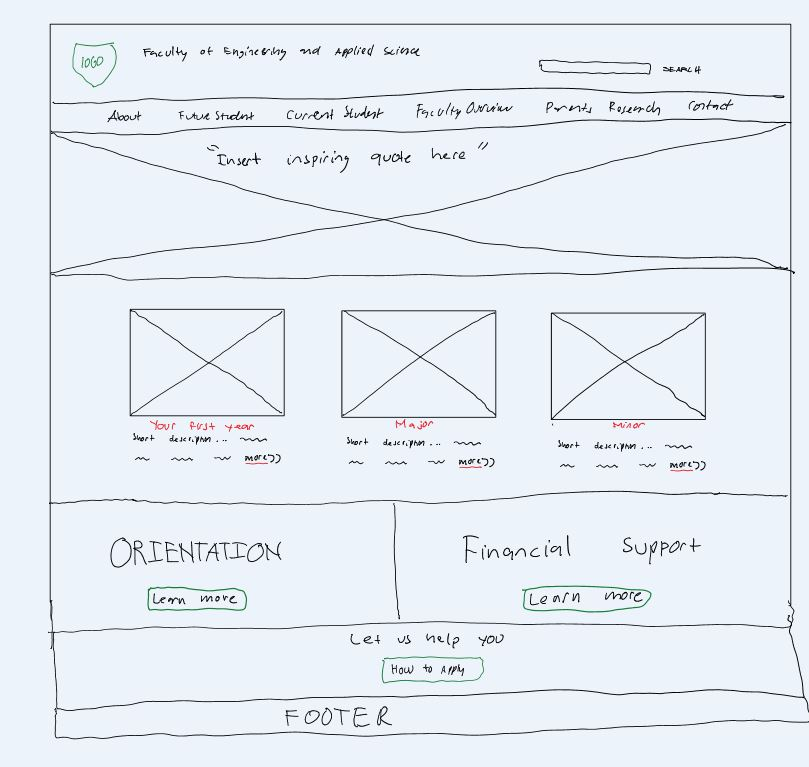 LOGO
Faculty of Engineering and Applied Science
SEARCH
About Future Student Current Student Faculty Overview Parents Research Contact
"Insert inspiring quote here"
Your first year
Short description...
more>>
Major
Short description...
more>>
Minor
Short description...
more>>
ORIENTATION
Learn more
Financial Support
Learn more
Let us help you
How to Apply
FOOTER